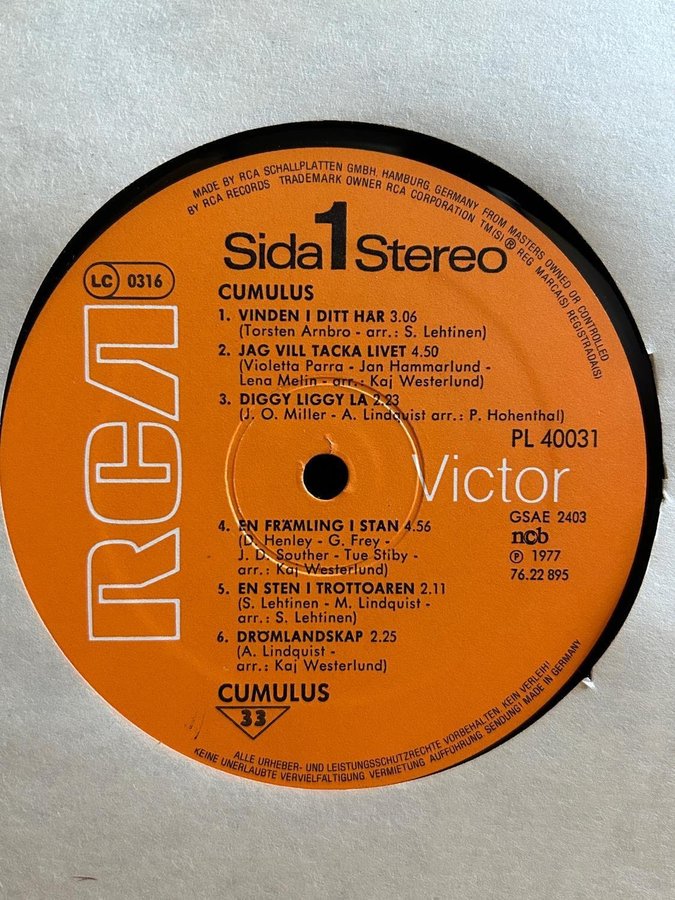 MADE BY RCA SCHALLPLATTEN GMBH, HAMBURG, GERMANY FROM MASTERS OWNED OR CONTROLLED
BY RCA RECORDS TRADEMARK OWNER RCA CORPORATION TM(S) ® REG MARCA(S) REGISTRADA(S)
Sida 1 Stereo
LC 0316
CUMULUS
1. VINDEN I DITT HÅR 3.06
(Torsten Arnbro - arr.: S. Lehtinen)
2. JAG VILL TACKA LIVET 4.50
(Violetta Parra - Jan Hammarlund -
Lena Melin - arr.: Kaj Westerlund)
3. DIGGY LIGGY LA 2.23
(J. O. Miller - A. Lindquist arr.: P. Hohenthal)
PL 40031
RCA
Victor
GSAE 2403
ncb
℗ 1977
76.22 895
4. EN FRÄMLING I STAN 4.56
(D. Henley - G. Frey -
J. D. Souther - Tue Stiby -
arr.: Kaj Westerlund)
5. EN STEN I TROTTOAREN 2.11
(S. Lehtinen - M. Lindquist -
arr.: S. Lehtinen)
6. DRÖMLANDSKAP 2.25
(A. Lindquist -
arr.: Kaj Westerlund)
CUMULUS
33
ALLE URHEBER- UND LEISTUNGSSCHUTZRECHTE VORBEHALTEN. KEIN VERLEIH!
KEINE UNERLAUBTE VERVIELFÄLTIGUNG VERMIETUNG AUFFÜHRUNG SENDUNG! MADE IN GERMANY